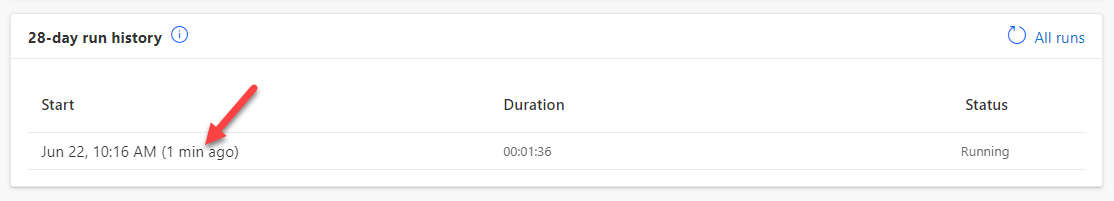 28-day run history All runs
Start Duration Status
Jun 22, 10:16 AM (1 min ago) 00:01:36 Running